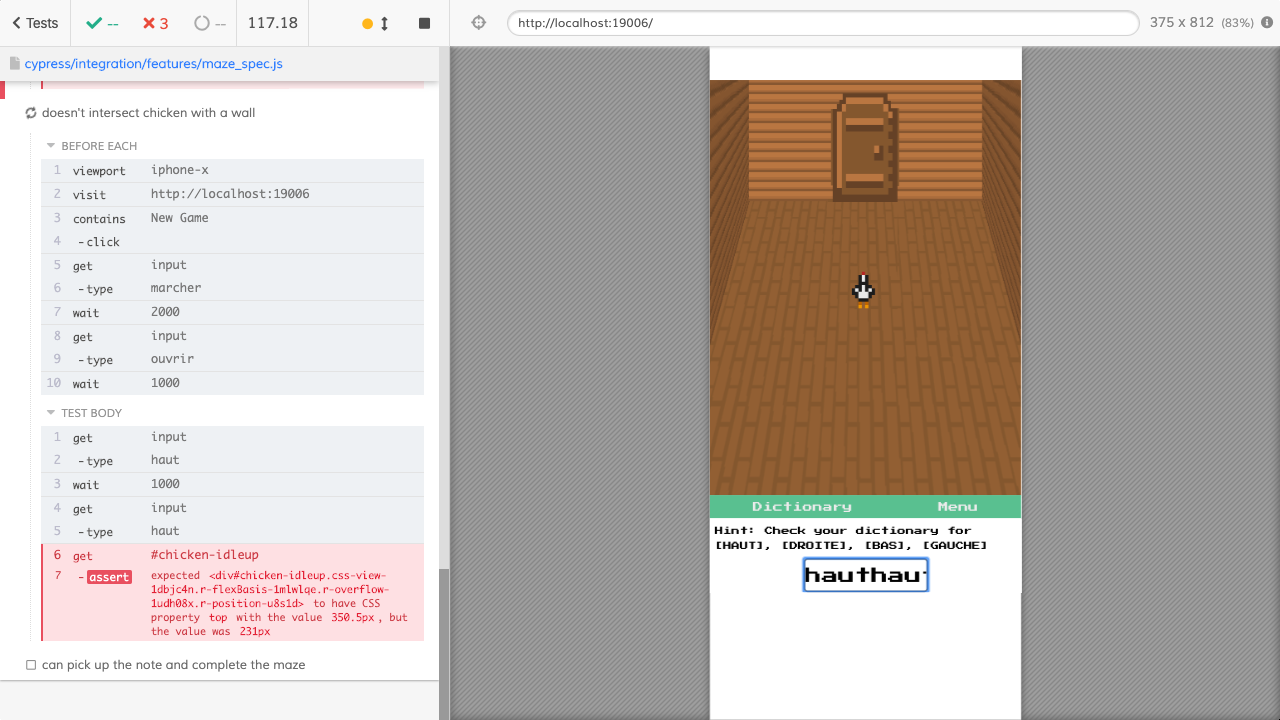 Tests
--
3
--
117.18
http://localhost:19006/
375 x 812 (83%)
cypress/integration/features/maze_spec.js
doesn't intersect chicken with a wall
BEFORE EACH
1 viewport iphone-x
2 visit http://localhost:19006
3 contains New Game
4 - click
5 get input
6 - type marcher
7 wait 2000
8 get input
9 - type ouvrir
10 wait 1000
TEST BODY
1 get input
2 - type haut
3 wait 1000
4 get input
5 - type haut
6 get #chicken-idleup
7 - assert expected <div#chicken-idleup.css-view-
1dbjc4n.r-flexBasis-1mlwlqe.r-overflow-
1udh08x.r-position-u8s1d> to have CSS
property top with the value 350.5px, but
the value was 231px
can pick up the note and complete the maze
Dictionary Menu
Hint: Check your dictionary for
[HAUT], [DROITE], [BAS], [GAUCHE]
hauthau